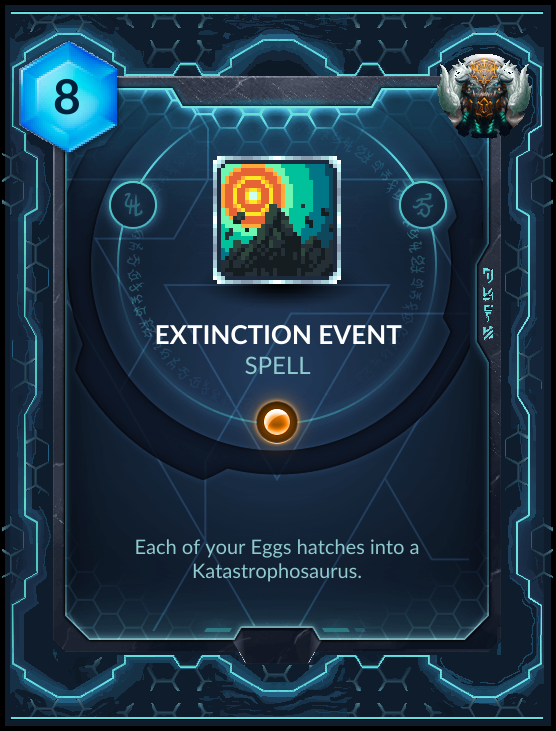 8
EXTINCTION EVENT
SPELL
Each of your Eggs hatches into a
Katastrophosaurus.